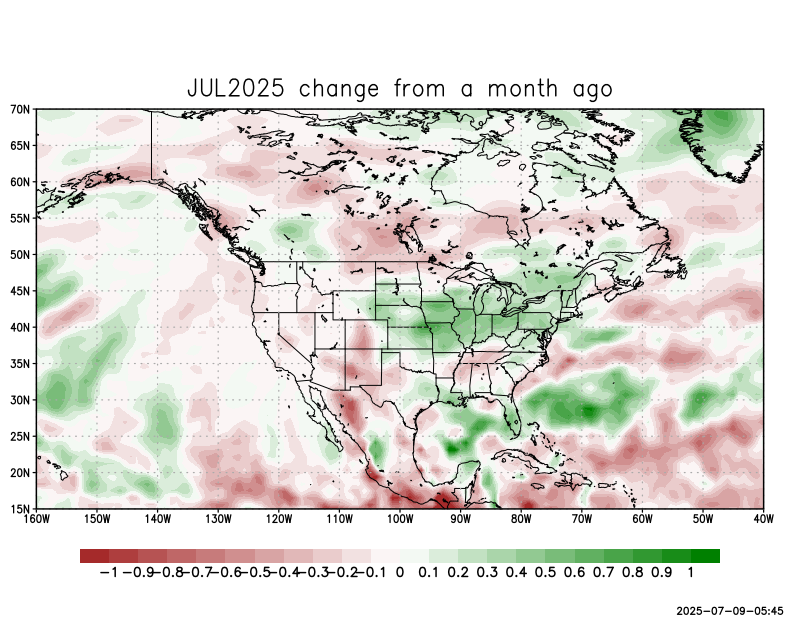 JUL2025 change from a month ago
70N
65N
60N
55N
50N
45N
40N
35N
30N
25N
20N
15N
160W 150W 140W 130W 120W 110W 100W 90W 80W 70W 60W 50W 40W
−1 −0.9 −0.8 −0.7 −0.6 −0.5 −0.4 −0.3 −0.2 −0.1 0 0.1 0.2 0.3 0.4 0.5 0.6 0.7 0.8 0.9 1
2025-07-09-05:45